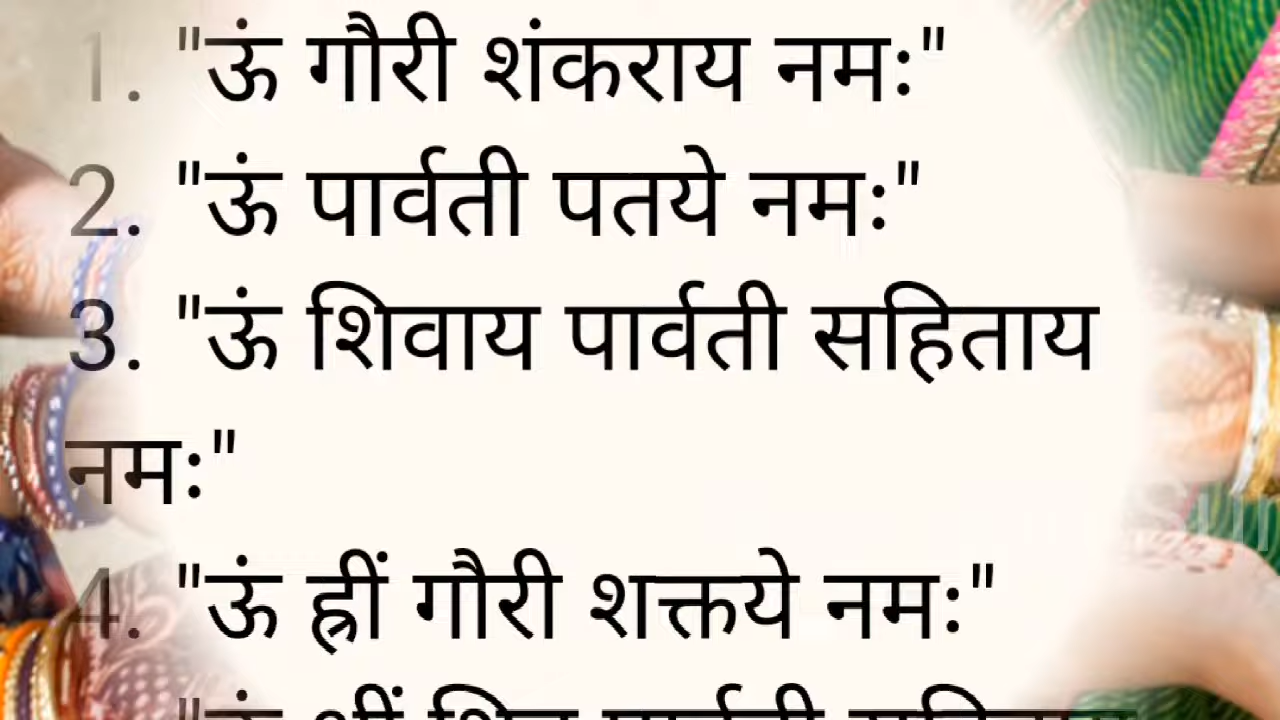 1. "ऊं गौरी शंकराय नमः"
2. "ऊं पार्वती पतये नमः"
3. "ऊं शिवाय पार्वती सहिताय
नमः"
4. "ऊं ह्रीं गौरी शक्तये नमः"